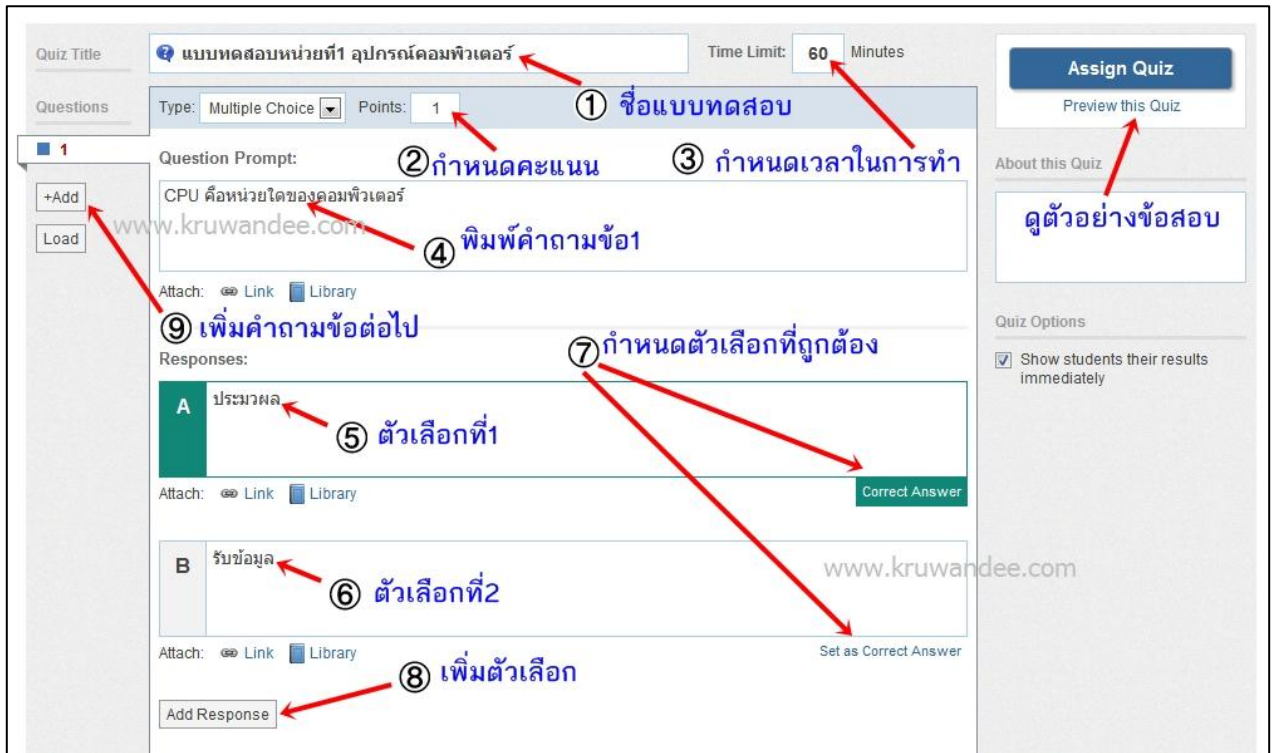 Quiz Title
แบบทดสอบหน่วยที่1 อุปกรณ์คอมพิวเตอร์
Time Limit: 60 Minutes
Assign Quiz
Preview this Quiz
Questions
Type: Multiple Choice Points: 1
① ชื่อแบบทดสอบ
1
Question Prompt:
②กำหนดคะแนน
③ กำหนดเวลาในการทำ
About this Quiz
+Add
CPU คือหน่วยใดของคอมพิวเตอร์
ดูตัวอย่างข้อสอบ
www.kruwandee.com
Load
④ พิมพ์คำถามข้อ1
Attach: Link Library
⑨ เพิ่มคำถามข้อต่อไป
Quiz Options
⑦กำหนดตัวเลือกที่ถูกต้อง
Responses:
Show students their results
immediately
A ประมวผล
⑤ ตัวเลือกที่1
Attach: Link Library
Correct Answer
B รับข้อมูล
www.kruwandee.com
⑥ ตัวเลือกที่2
Attach: Link Library
Set as Correct Answer
⑧ เพิ่มตัวเลือก
Add Response